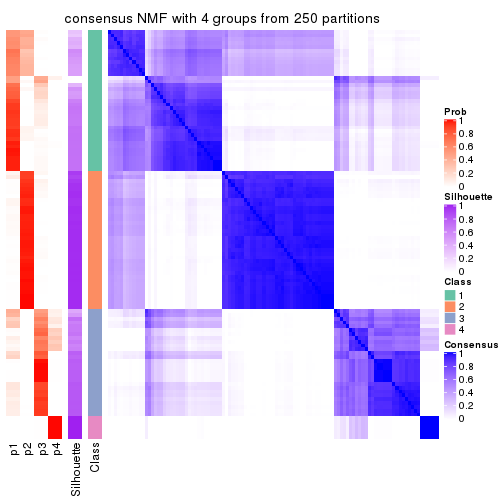 consensus NMF with 4 groups from 250 partitions
Prob
1
0.8
0.6
0.4
0.2
0
Silhouette
1
0.8
0.6
0.4
0.2
0
Class
1
2
3
4
Consensus
1
0.8
0.6
0.4
0.2
0
p1
p2
p3
p4
Silhouette
Class